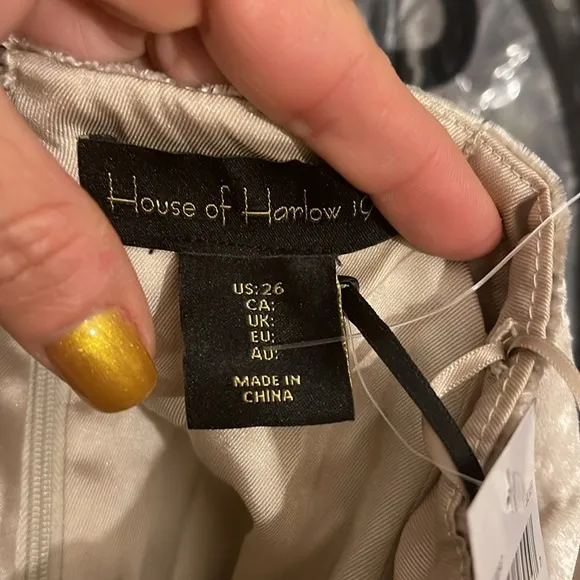 House of Harlow 19
US: 26
CA:
UK:
EU:
AU:
MADE IN
CHINA